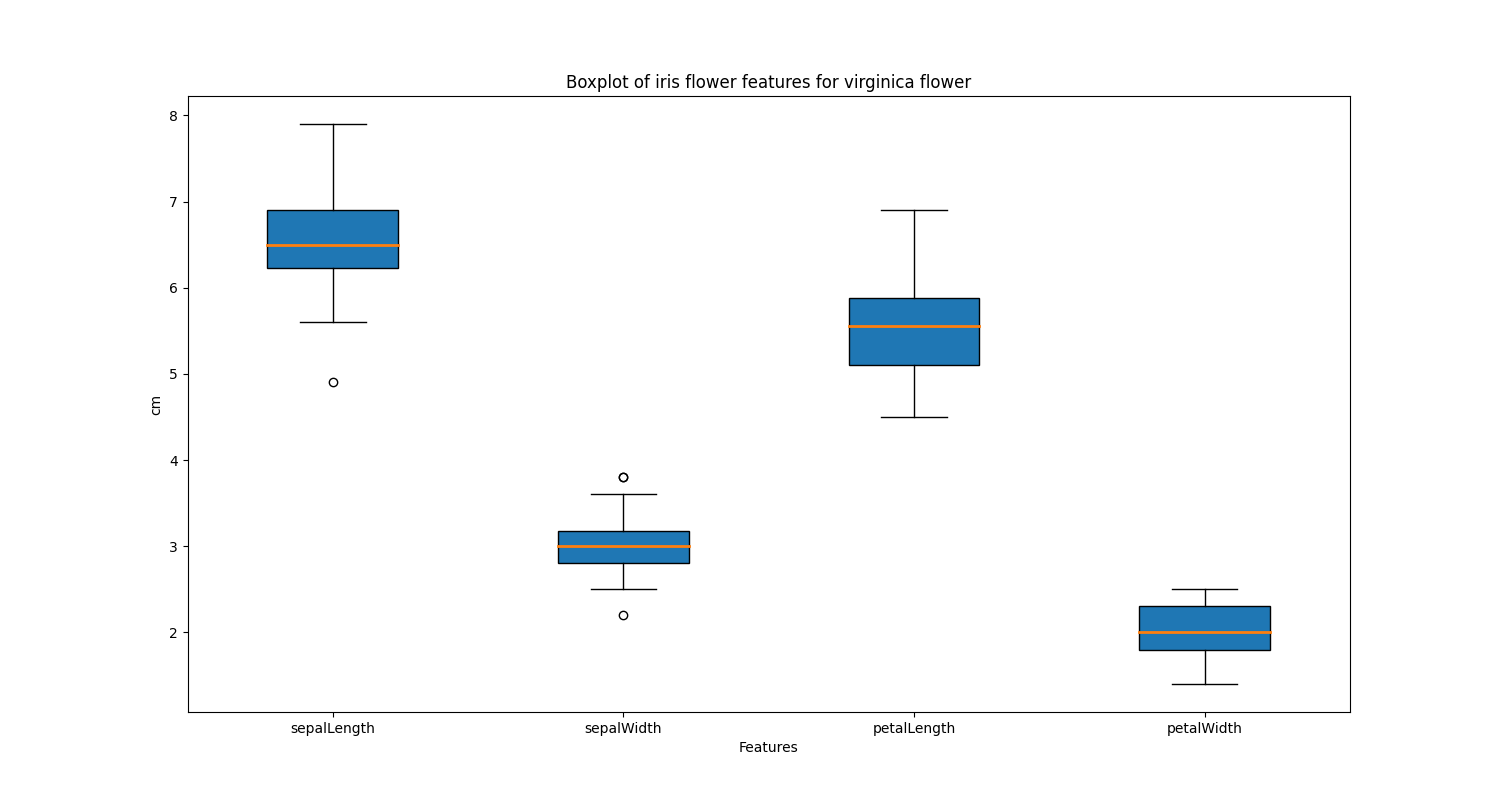 Boxplot of iris flower features for virginica flower
8
7
6
5
4
3
2
cm
sepalLength
sepalWidth
petalLength
petalWidth
Features